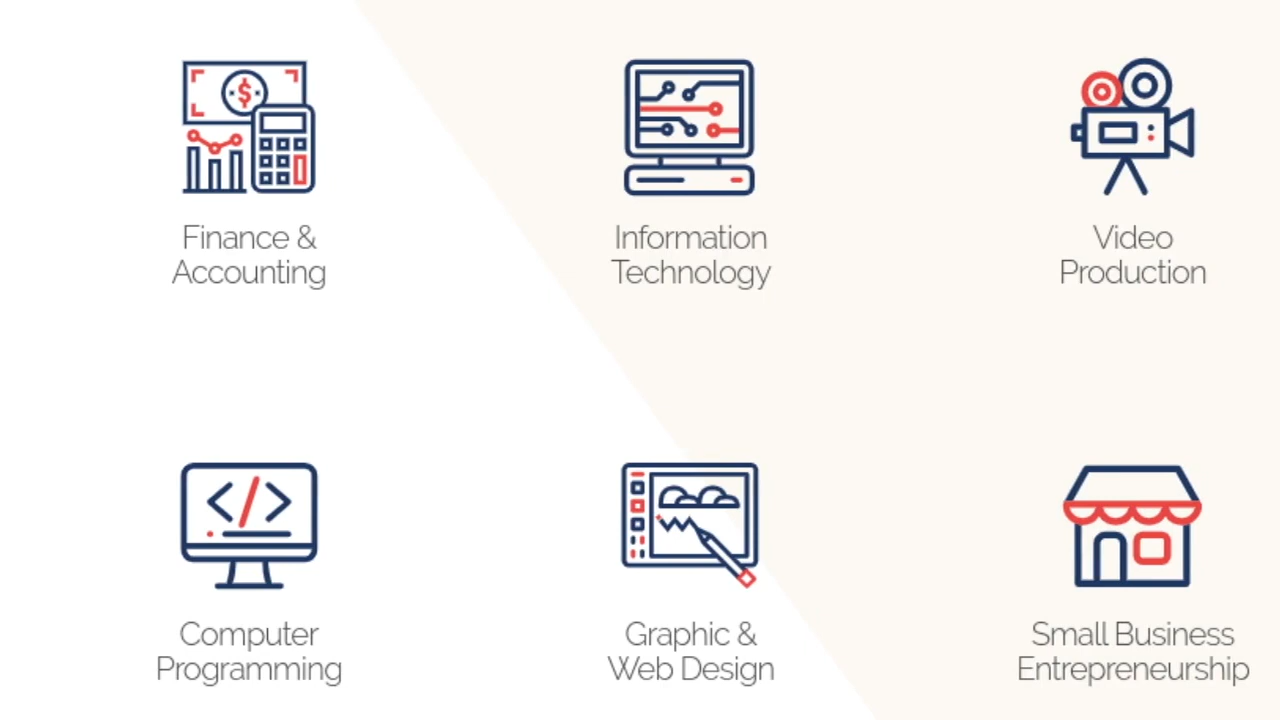 Finance &
Accounting
Information
Technology
Video
Production
Computer
Programming
Graphic &
Web Design
Small Business
Entrepreneurship